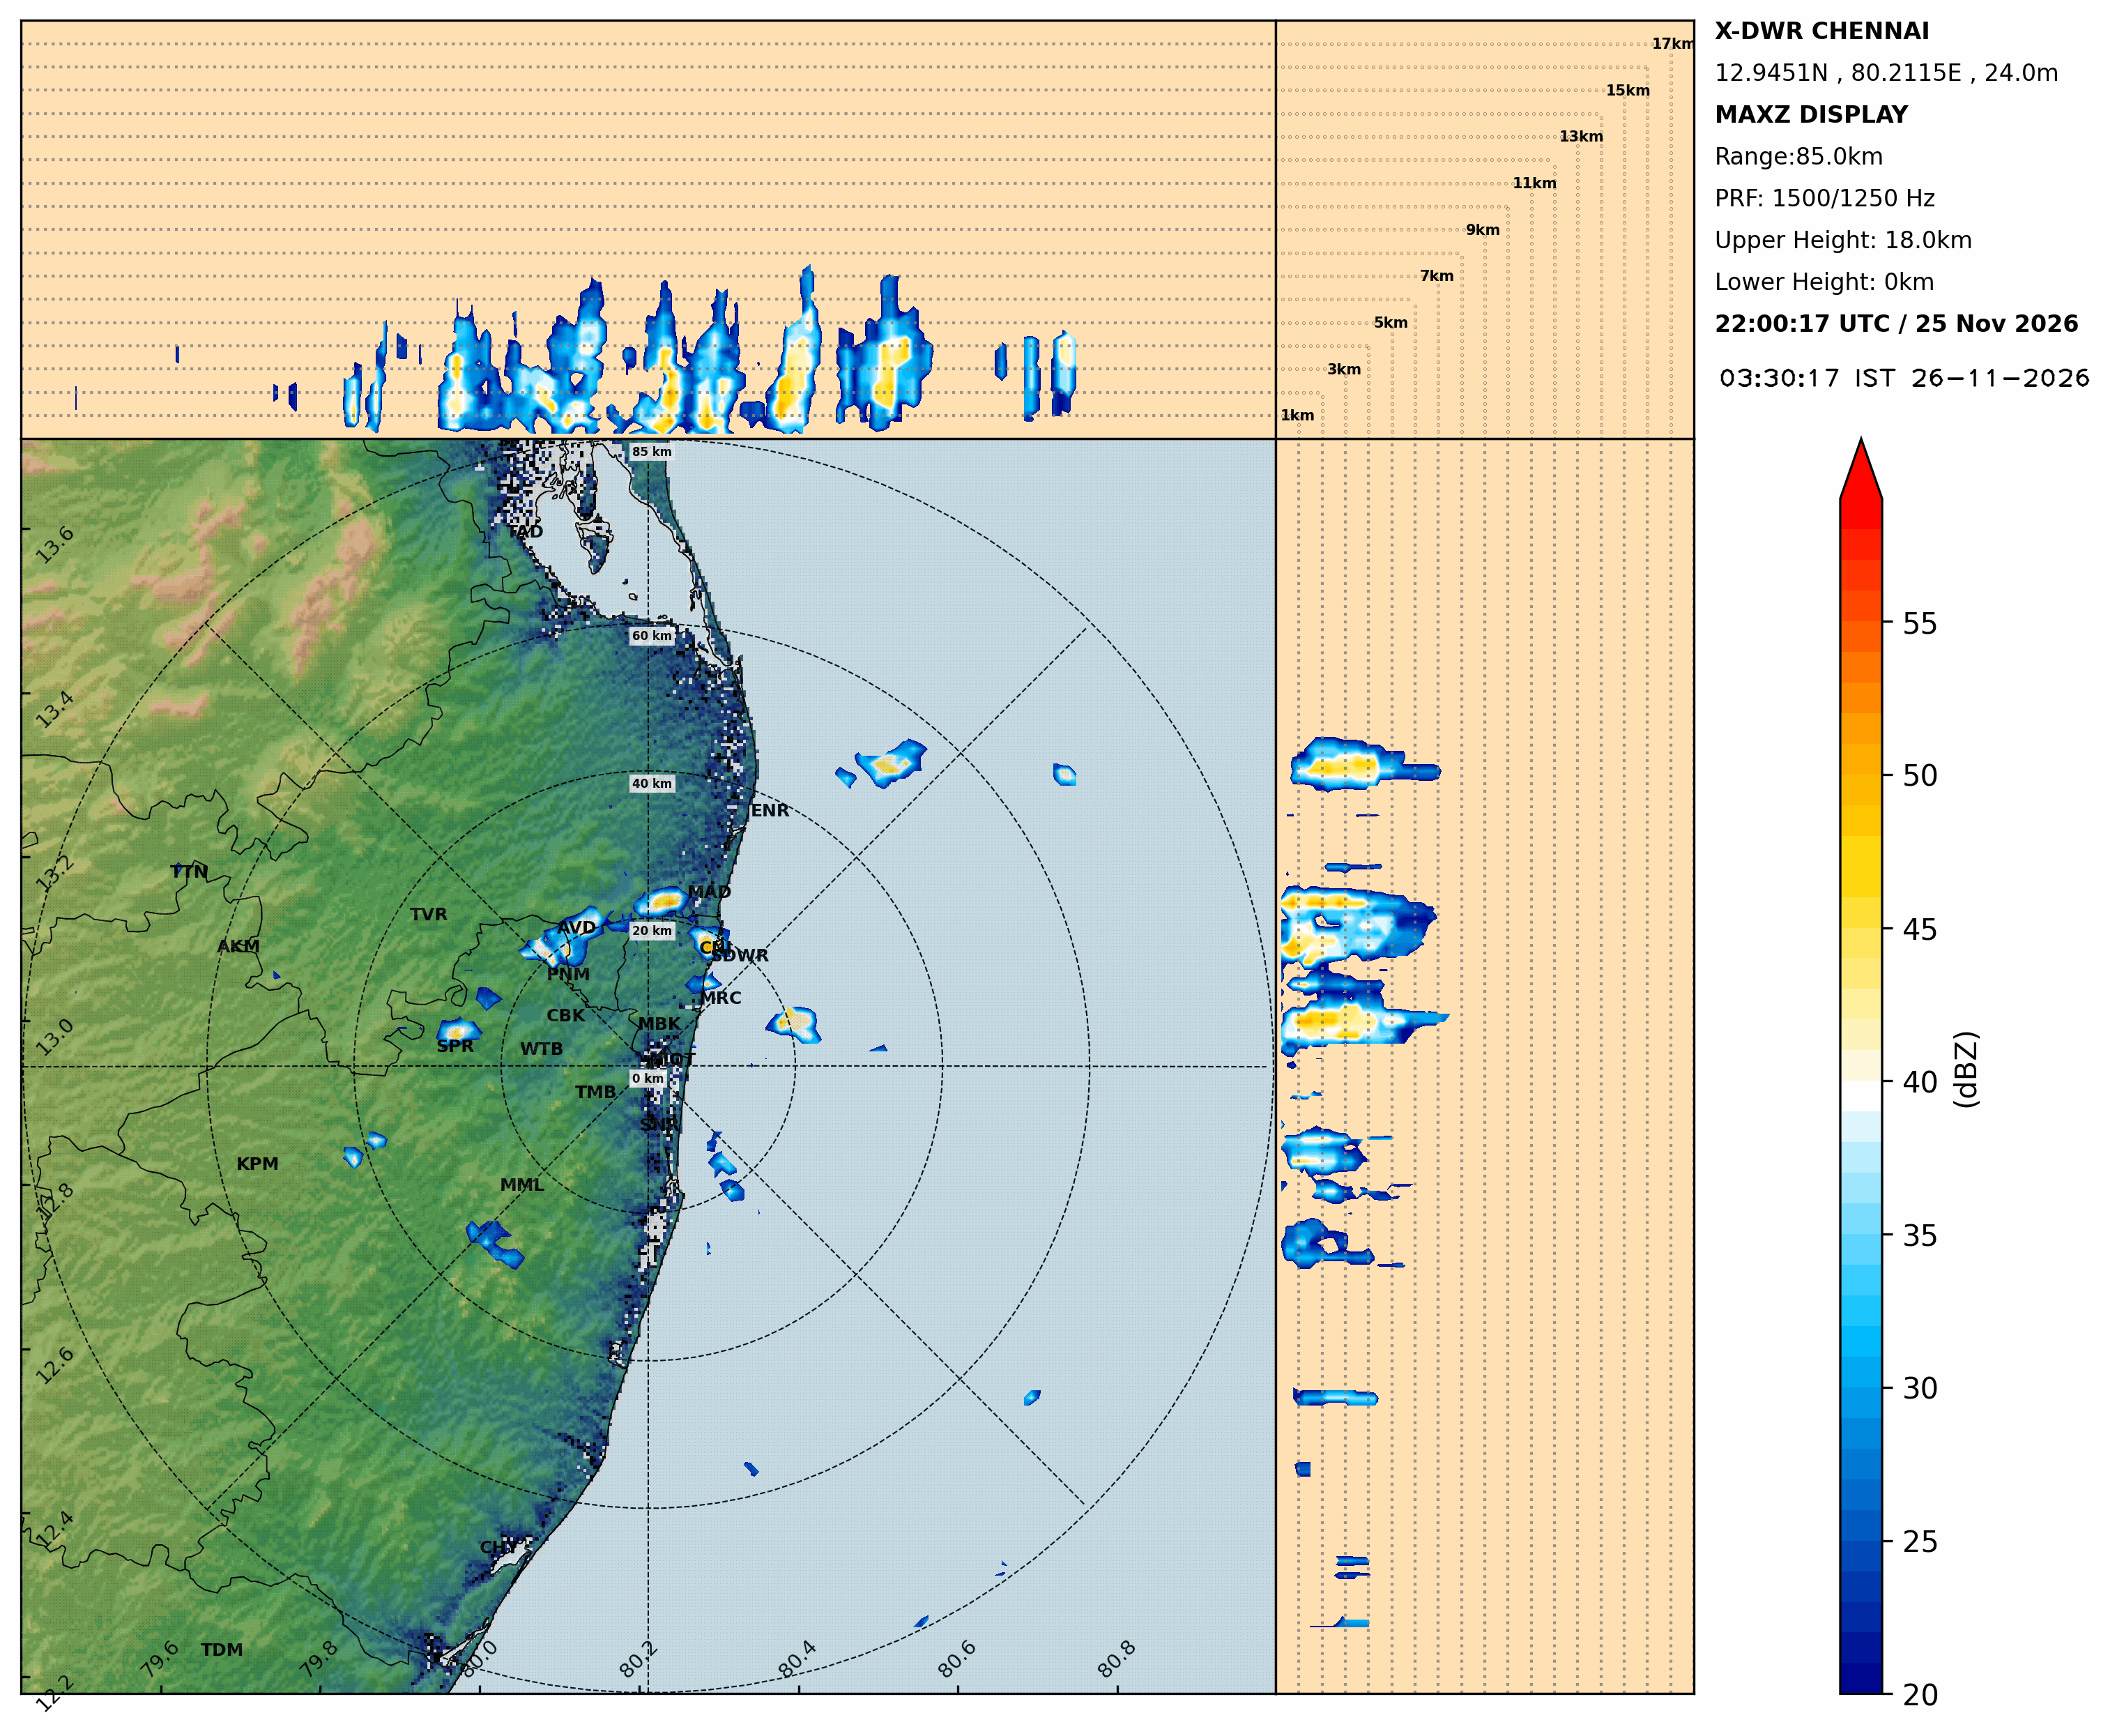 X-DWR CHENNAI
12.9451N , 80.2115E , 24.0m
MAXZ DISPLAY
Range:85.0km
PRF: 1500/1250 Hz
Upper Height: 18.0km
Lower Height: 0km
22:00:17 UTC / 25 Nov 2026
03:30:17 IST 26-11-2026
17km
15km
13km
11km
9km
7km
5km
3km
1km
85 km
60 km
40 km
20 km
0 km
TAD
ENR
TTN
MAD
TVR
AVD
AKM
SDWR
PNM
MRC
CBK
MBK
SPR
WTB
TMB
SNR
KPM
MML
CHY
TDM
13.6
13.4
13.2
13.0
12.8
12.6
12.4
12.2
79.6
79.8
80.0
80.2
80.4
80.6
80.8
55
50
45
40
35
30
25
20
(dBZ)